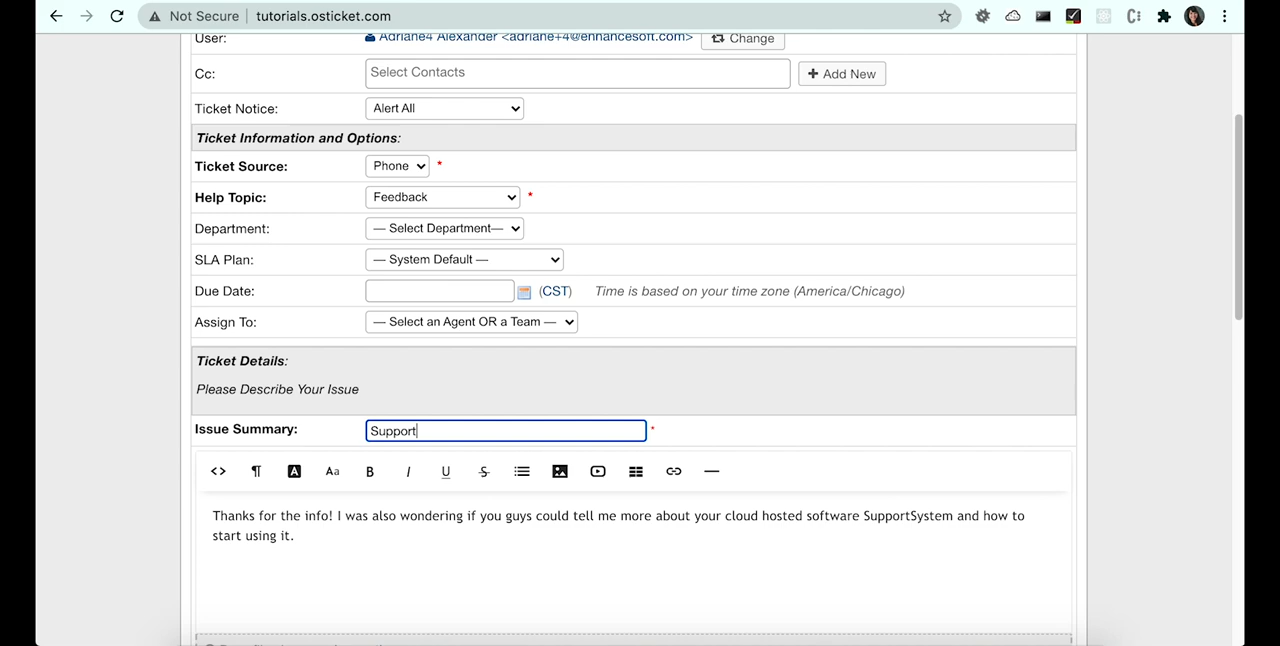 Not Secure | tutorials.osticket.com
User: Adriane4 Alexander <adriane+4@enhancesoft.com> Change
Cc: Select Contacts Add New
Ticket Notice: Alert All
Ticket Information and Options:
Ticket Source: Phone *
Help Topic: Feedback *
Department: — Select Department—
SLA Plan: — System Default —
Due Date: (CST) Time is based on your time zone (America/Chicago)
Assign To: — Select an Agent OR a Team —
Ticket Details:
Please Describe Your Issue
Issue Summary: Support *
<> ¶ A Aa B I U S
Thanks for the info! I was also wondering if you guys could tell me more about your cloud hosted software SupportSystem and how to
start using it.